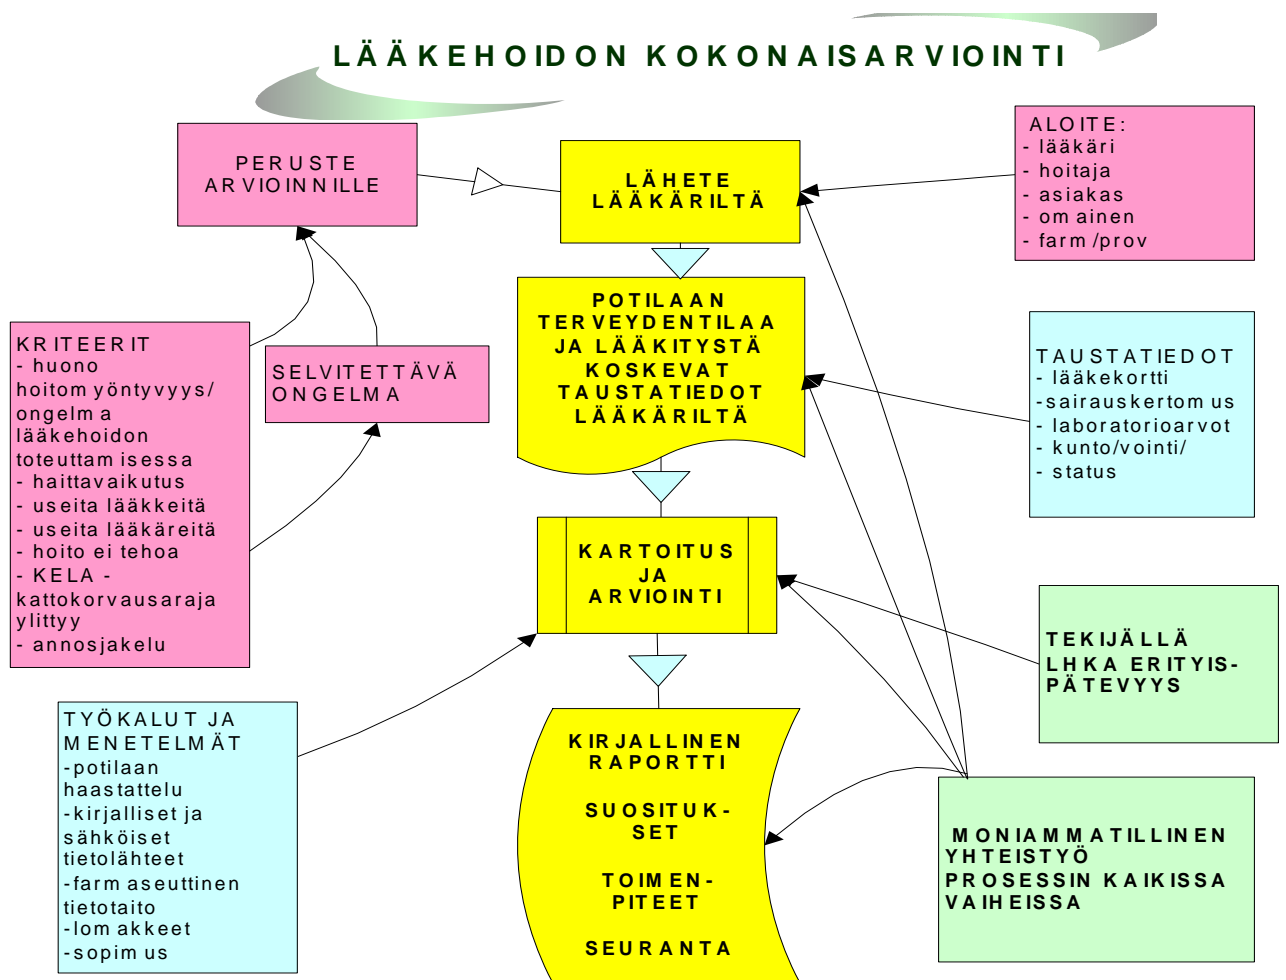 LÄÄKEHOIDON KOKONAISARVIOINTI
PERUSTE
ARVIOINNILLE
LÄHETE
LÄÄKÄRILTÄ
ALOITE:
- lääkäri
- hoitaja
- asiakas
- omainen
- farm/prov
POTILAAN
TERVEYDENTILAA
JA LÄÄKITYSTÄ
KOSKEVAT
TAUSTATIEDOT
LÄÄKÄRILTÄ
KRITEERIT
- huono
hoitomyöntyvyys/
ongelma
lääkehoidon
toteuttamisessa
- haittavaikutus
- useita lääkkeitä
- useita lääkäreitä
- hoito ei tehoa
- KELA -
kattokorvausaraja
ylittyy
- annosjakelu
SELVITETTÄVÄ
ONGELMA
TAUSTATIEDOT
- lääkekortti
-sairauskertomus
- laboratorioarvot
- kunto/vointi/
- status
KARTOITUS
JA
ARVIOINTI
TEKIJÄLLÄ
LHKA ERITYIS-
PÄTEVYYS
TYÖKALUT JA
MENETELMÄT
-potilaan
haastattelu
-kirjalliset ja
sähköiset
tietolähteet
-farmaseuttinen
tietotaito
-lomakkeet
-sopimus
KIRJALLINEN
RAPORTTI
SUOSITUK-
SET
TOIMEN-
PITEET
SEURANTA
MONIAMMATILLINEN
YHTEISTYÖ
PROSESSIN KAIKISSA
VAIHEISSA